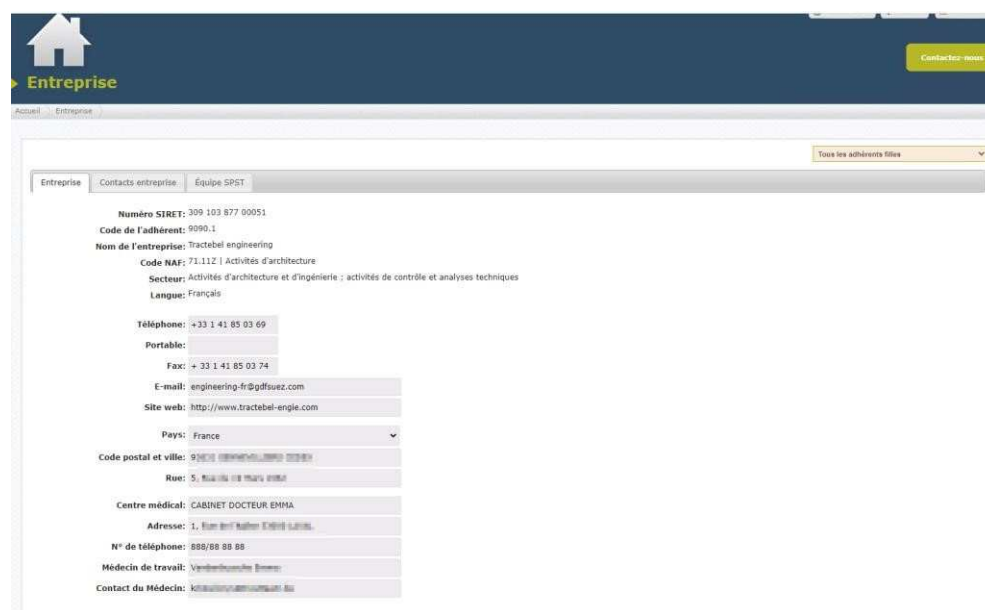 Contactez-nous
Entreprise
Accueil Entreprise
Tous les adhérents filles
Entreprise Contacts entreprise Équipe SPST
Numéro SIRET: 309 103 877 00051
Code de l'adhérent: 9090.1
Nom de l'entreprise: Tractebel engineering
Code NAF: 71.11Z | Activités d'architecture
Secteur: Activités d'architecture et d'ingénierie ; activités de contrôle et analyses techniques
Langue: Français
Téléphone: +33 1 41 85 03 69
Portable:
Fax: + 33 1 41 85 03 74
E-mail: engineering-fr@gdfsuez.com
Site web: http://www.tractebel-engie.com
Pays: France
Code postal et ville:
Rue: 5,
Centre médical: CABINET DOCTEUR EMMA
Adresse: 1,
N° de téléphone: 888/88 88 88
Médecin de travail:
Contact du Médecin: